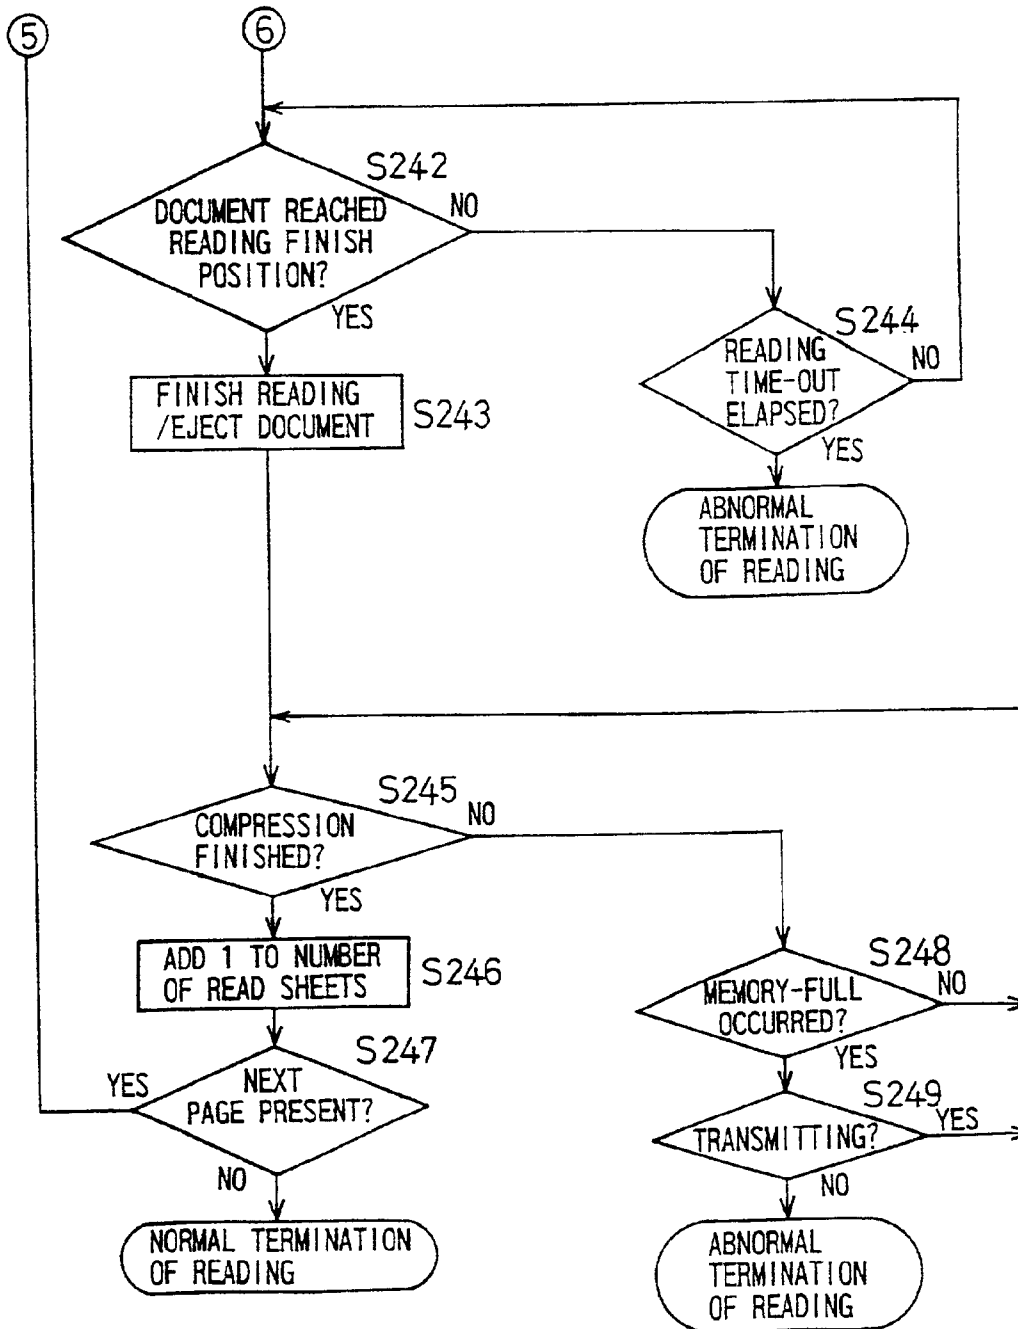 5
6
S242
DOCUMENT REACHED
READING FINISH
POSITION?
NO
YES
S244
READING
TIME-OUT
ELAPSED?
NO
YES
FINISH READING
/EJECT DOCUMENT
S243
ABNORMAL
TERMINATION
OF READING
S245
COMPRESSION
FINISHED?
NO
YES
ADD 1 TO NUMBER
OF READ SHEETS
S246
S248
MEMORY-FULL
OCCURRED?
NO
YES
S247
NEXT
PAGE PRESENT?
YES
NO
S249
TRANSMITTING?
YES
NO
NORMAL TERMINATION
OF READING
ABNORMAL
TERMINATION
OF READING